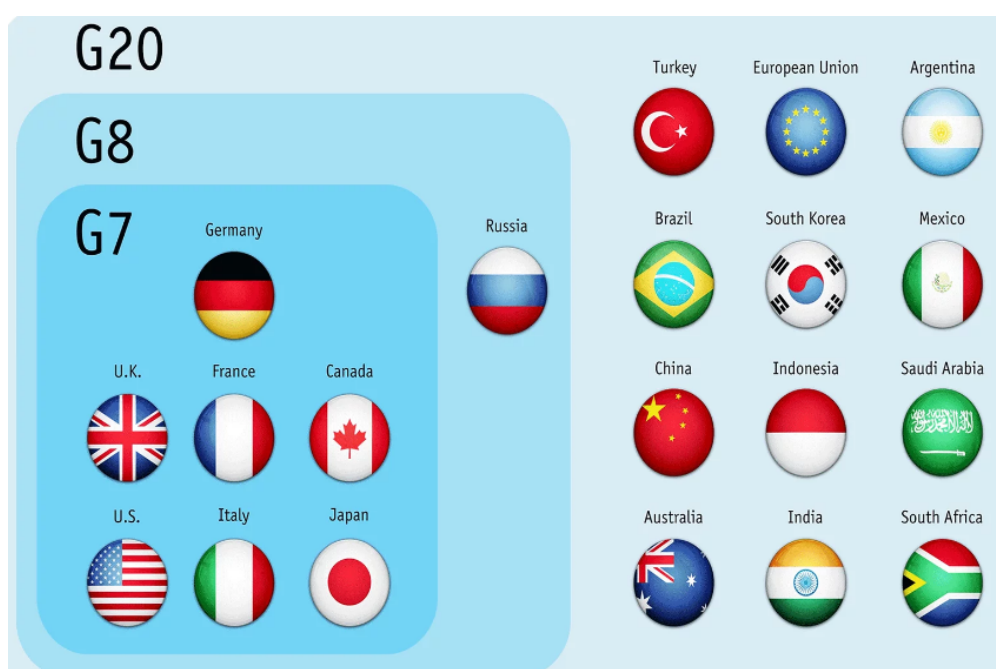 G20
G8
G7
Germany
U.K.
France
Canada
U.S.
Italy
Japan
Russia
Turkey
European Union
Argentina
Brazil
South Korea
Mexico
China
Indonesia
Saudi Arabia
Australia
India
South Africa